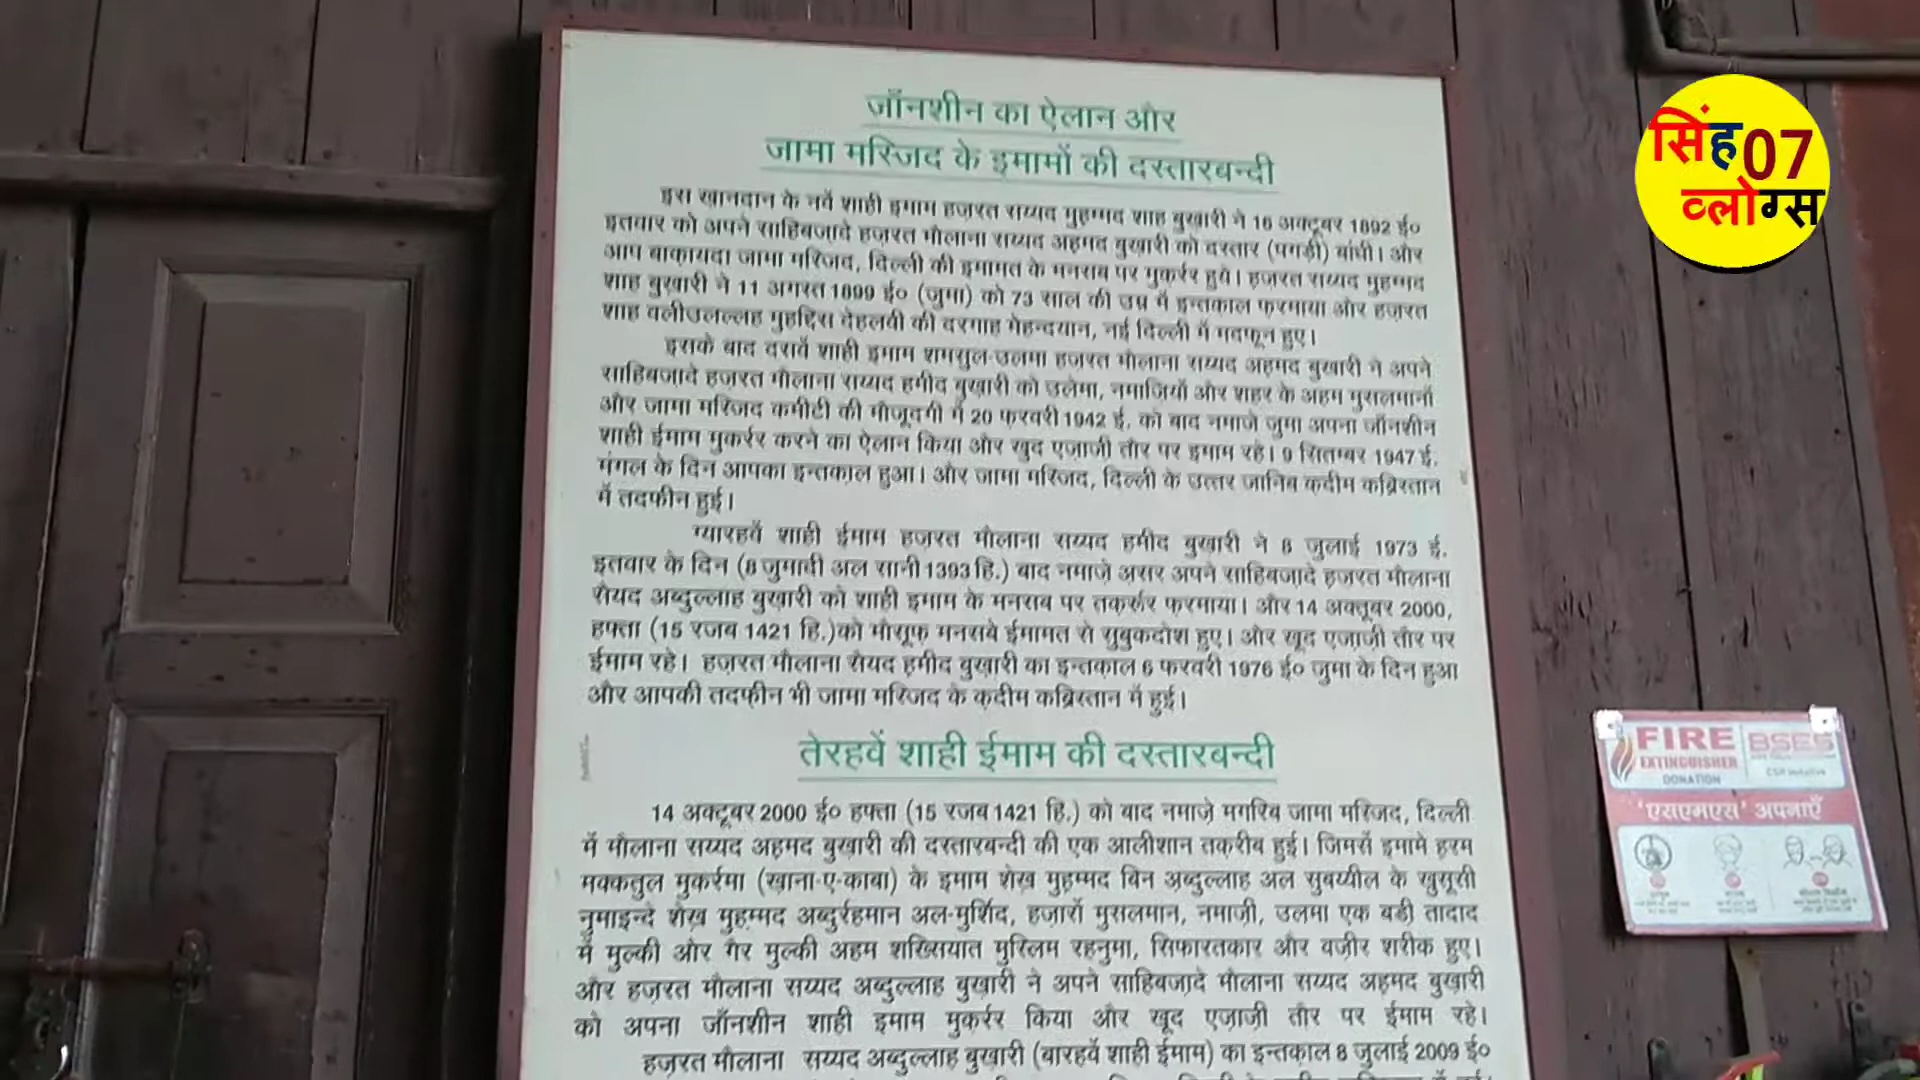 जाँनशीन का ऐलान और
जामा मस्जिद के इमामों की दस्तारबन्दी
इस ख़ानदान के नवें शाही इमाम हज़रत सय्यद मुहम्मद शाह बुख़ारी ने 16 अक्टूबर 1892 ई०
इतवार को अपने साहिबज़ादे हज़रत मौलाना सय्यद अहमद बुख़ारी को दस्तार (पगड़ी) बांधी। और
आप बाक़ायदा जामा मस्जिद, दिल्ली की इमामत के मनसब पर मुकर्रर हुवे। हज़रत सय्यद मुहम्मद
शाह बुख़ारी ने 11 अगस्त 1899 ई० (जुमा) को 73 साल की उम्र में इन्तकाल फ़रमाया और हज़रत
शाह वलीउलल्लह मुहद्दिस देहलवी की दरगाह मेहन्दयान, नई दिल्ली में मदफ़ून हुए।
इसके बाद दसवें शाही इमाम शमसुल-उलमा हज़रत मौलाना सय्यद अहमद बुख़ारी ने अपने
साहिबज़ादे हज़रत मौलाना सय्यद हमीद बुख़ारी को उलेमा, नमाजियों और शहर के अहम मुसलमानों
और जामा मस्जिद कमीटी की मौजूदगी में 20 फ़रवरी 1942 ई. को बाद नमाजे जुमा अपना जाँनशीन
शाही ईमाम मुकर्रर करने का ऐलान किया और खुद एज़ाजी तौर पर इमाम रहे। 9 सितम्बर 1947 ई.
मंगल के दिन आपका इन्तक़ाल हुआ। और जामा मस्जिद, दिल्ली के उत्तर जानिब क़दीम कब्रिस्तान
में तदफीन हुई।
ग्यारहवें शाही ईमाम हज़रत मौलाना सय्यद हमीद बुख़ारी ने 8 जुलाई 1973 ई.
इतवार के दिन (8 जुमादी अल सानी 1393 हि.) बाद नमाज़े असर अपने साहिबज़ादे हज़रत मौलाना
सैयद अब्दुल्लाह बुख़ारी को शाही इमाम के मनसब पर तकर्रुर फरमाया। और 14 अक्तूबर 2000,
हफ्ता (15 रजब 1421 हि.)को मौसूफ़ मनसबे ईमामत से सुबुकदोश हुए। और खूद एज़ाज़ी तौर पर
ईमाम रहे। हज़रत मौलाना सैयद हमीद बुख़ारी का इन्तकाल 6 फरवरी 1976 ई० जुमा के दिन हुआ
और आपकी तदफ़ीन भी जामा मस्जिद के क़दीम कब्रिस्तान में हुई।
तेरहवें शाही ईमाम की दस्तारबन्दी
14 अक्टूबर 2000 ई० हफ्ता (15 रजब 1421 हि.) को बाद नमाज़े मगरिब जामा मस्जिद, दिल्ली
में मौलाना सय्यद अहमद बुख़ारी की दस्तारबन्दी की एक आलीशान तक़रीब हुई। जिमसें इमामे हरम
मक्कतुल मुकर्रमा (ख़ाना-ए-काबा) के इमाम शेख़ मुहम्मद बिन अब्दुल्लाह अल सुबय्यील के खुसूसी
नुमाइन्दे शेख़ मुहम्मद अब्दुर्रहमान अल-मुर्शिद, हज़ारों मुसलमान, नमाज़ी, उलमा एक बडी तादाद
में मुल्की और गैर मुल्की अहम शख्सियात मुस्लिम रहनुमा, सिफारतकार और वज़ीर शरीक हुए।
और हज़रत मौलाना सय्यद अब्दुल्लाह बुख़ारी ने अपने साहिबज़ादे मौलाना सय्यद अहमद बुख़ारी
को अपना जाँनशीन शाही इमाम मुकर्रर किया और खूद एज़ाज़ी तौर पर ईमाम रहे।
हज़रत मौलाना सय्यद अब्दुल्लाह बुख़ारी (बारहवें शाही ईमाम) का इन्तकाल 8 जुलाई 2009 ई०
सिंह 07
व्लोग्स
FIRE
EXTINGUISHER
DONATION
BSES
'एसएमएस' अपनाएँ